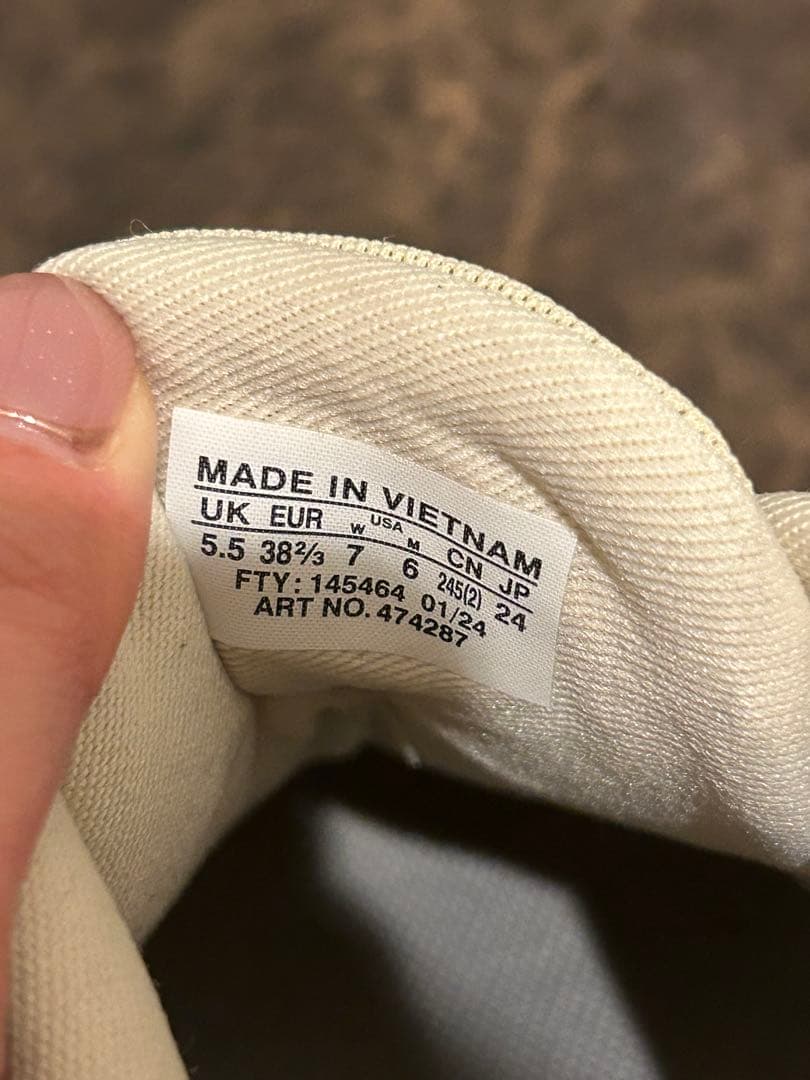 MADE IN VIETNAM
UK EUR W USA M CN JP
5.5 38⅔ 7 6 245(2) 24
FTY: 145464 01/24
ART NO. 474287